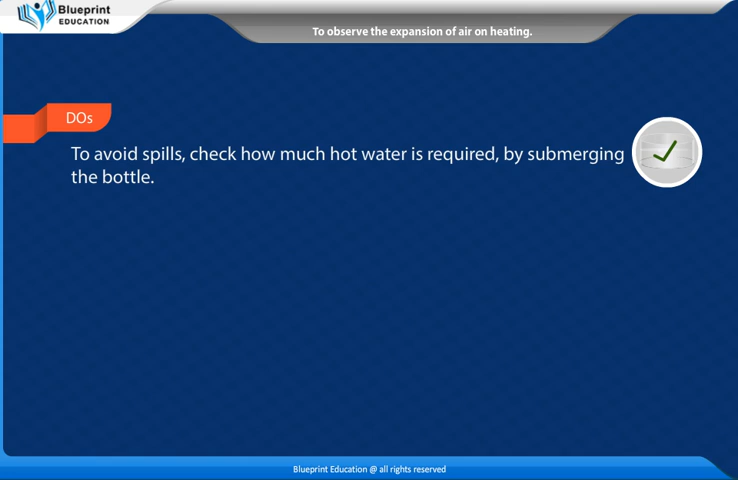 Blueprint
EDUCATION
To observe the expansion of air on heating.
DOs
To avoid spills, check how much hot water is required, by submerging
the bottle.
Blueprint Education @ all rights reserved